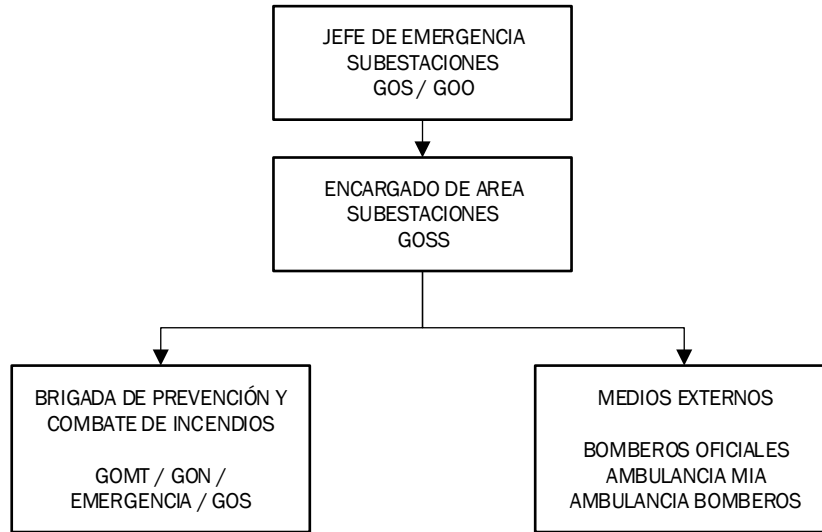 JEFE DE EMERGENCIA
SUBESTACIONES
GOS / GOO
ENCARGADO DE AREA
SUBESTACIONES
GOSS
BRIGADA DE PREVENCIÓN Y
COMBATE DE INCENDIOS
GOMT / GON /
EMERGENCIA / GOS
MEDIOS EXTERNOS
BOMBEROS OFICIALES
AMBULANCIA MIA
AMBULANCIA BOMBEROS